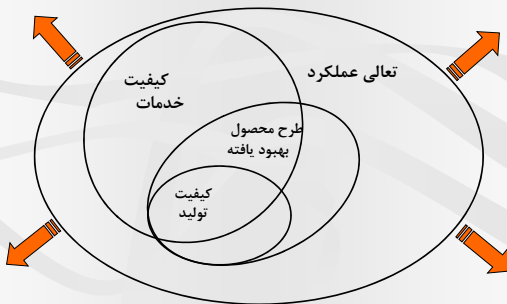 تعالی عملکرد
کیفیت
خدمات
طرح محصول
بهبود یافته
کیفیت
تولید